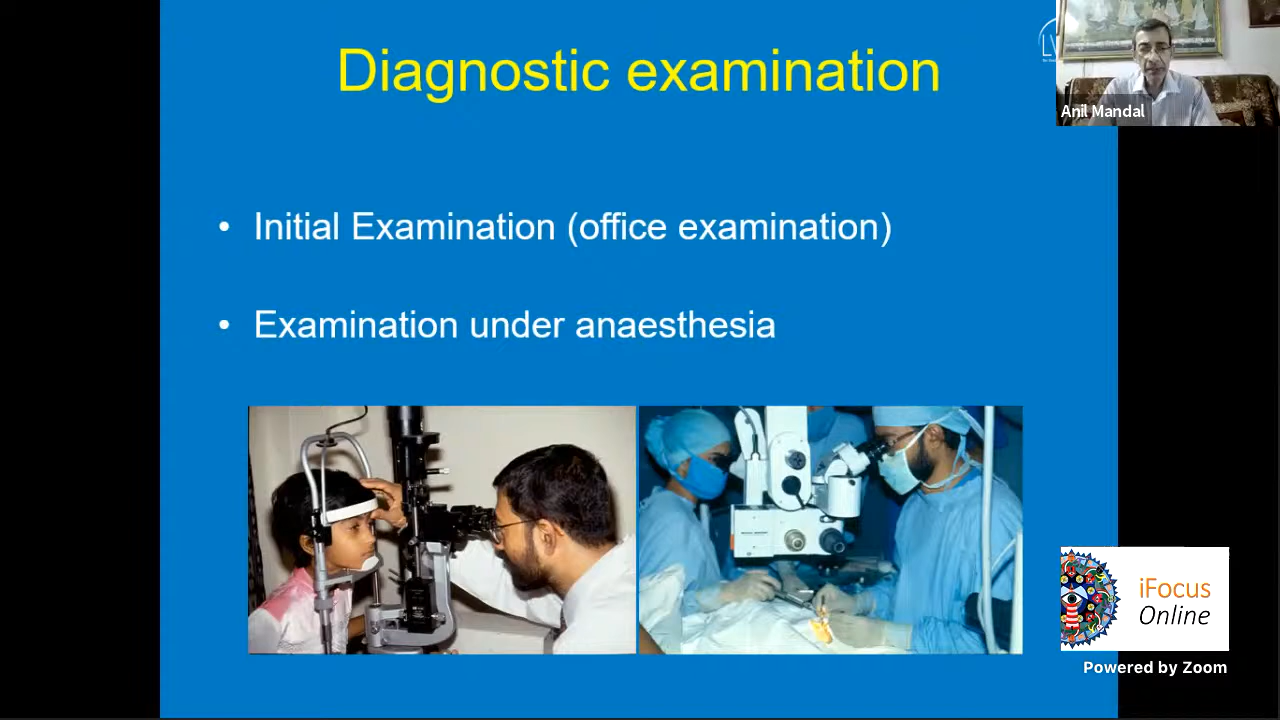 Diagnostic examination
• Initial Examination (office examination)
• Examination under anaesthesia
Anil Mandal
iFocus
Online
Powered by Zoom